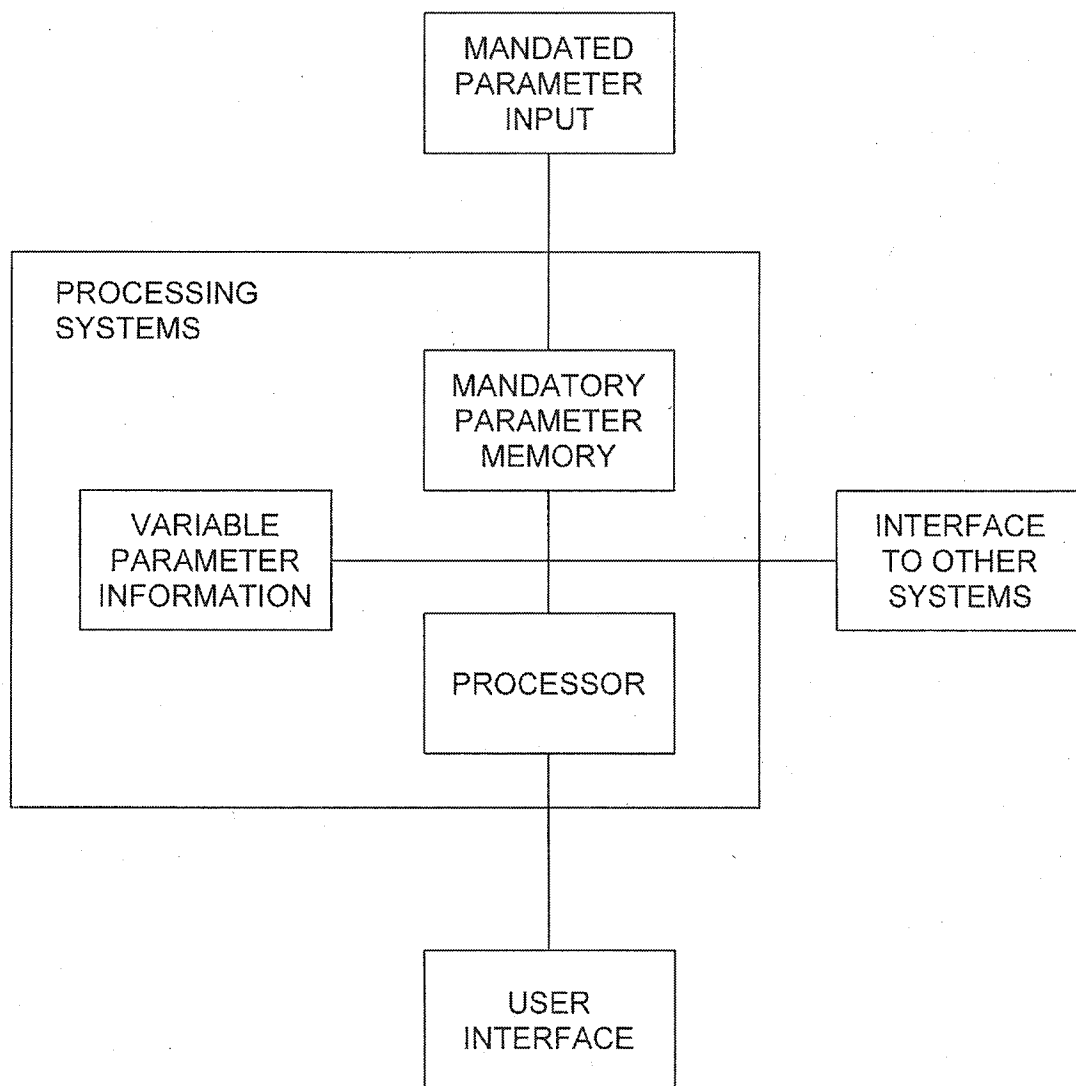 MANDATED
PARAMETER
INPUT
PROCESSING
SYSTEMS
MANDATORY
PARAMETER
MEMORY
VARIABLE
PARAMETER
INFORMATION
INTERFACE
TO OTHER
SYSTEMS
PROCESSOR
USER
INTERFACE